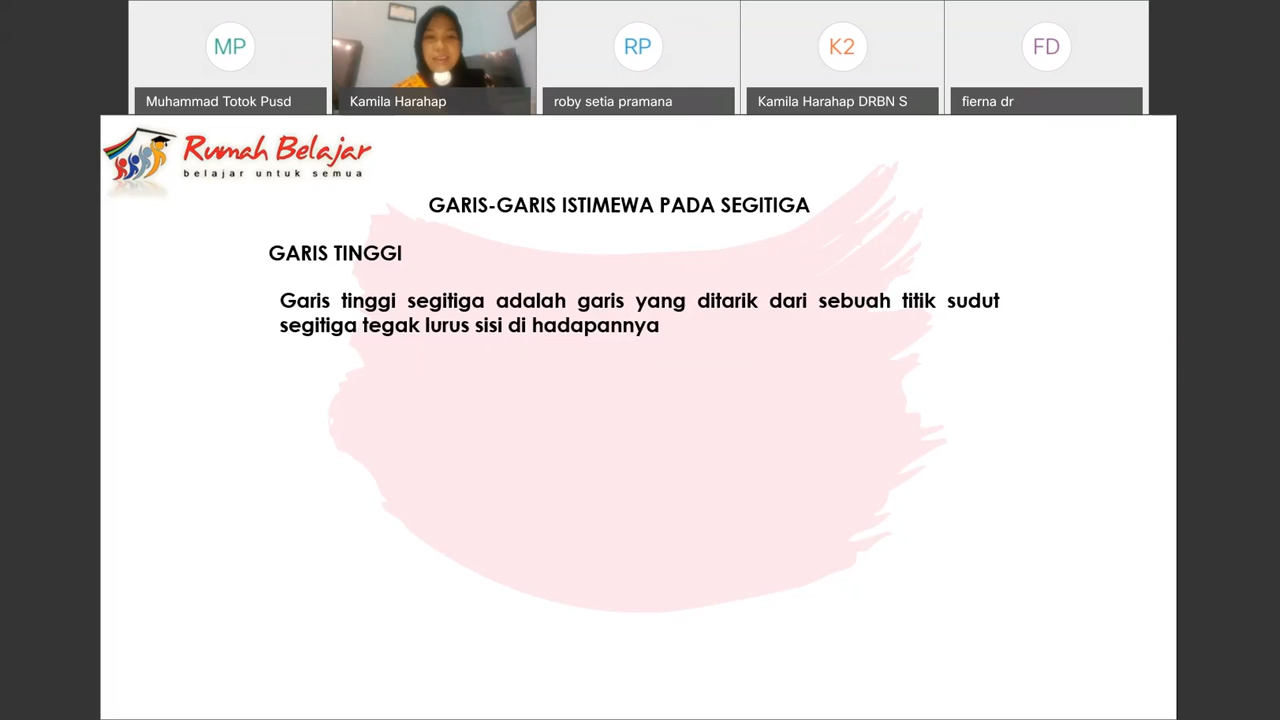 MP
RP
K2
FD
Muhammad Totok Pusd
Kamila Harahap
roby setia pramana
Kamila Harahap DRBN S
fierna dr
Rumah Belajar
belajar untuk semua
GARIS-GARIS ISTIMEWA PADA SEGITIGA
GARIS TINGGI
Garis tinggi segitiga adalah garis yang ditarik dari sebuah titik sudut
segitiga tegak lurus sisi di hadapannya